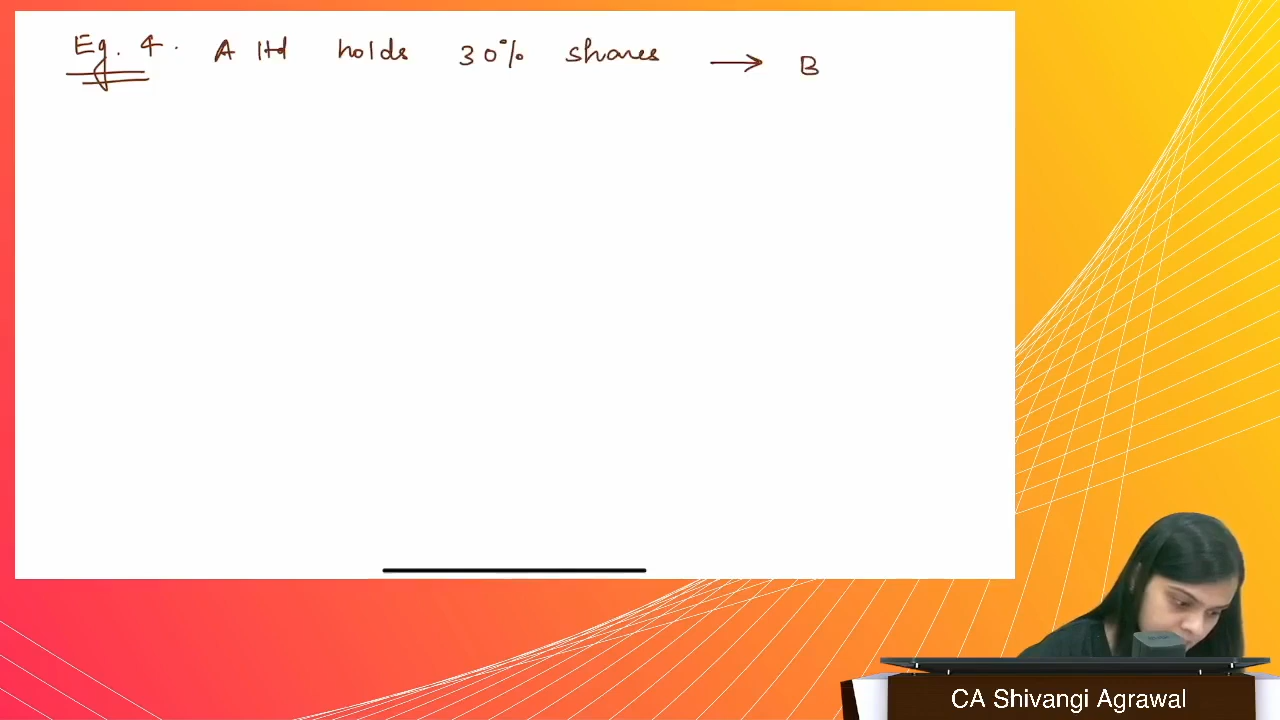 Eg. 4. A ltd holds 30% shares → B
CA Shivangi Agrawal